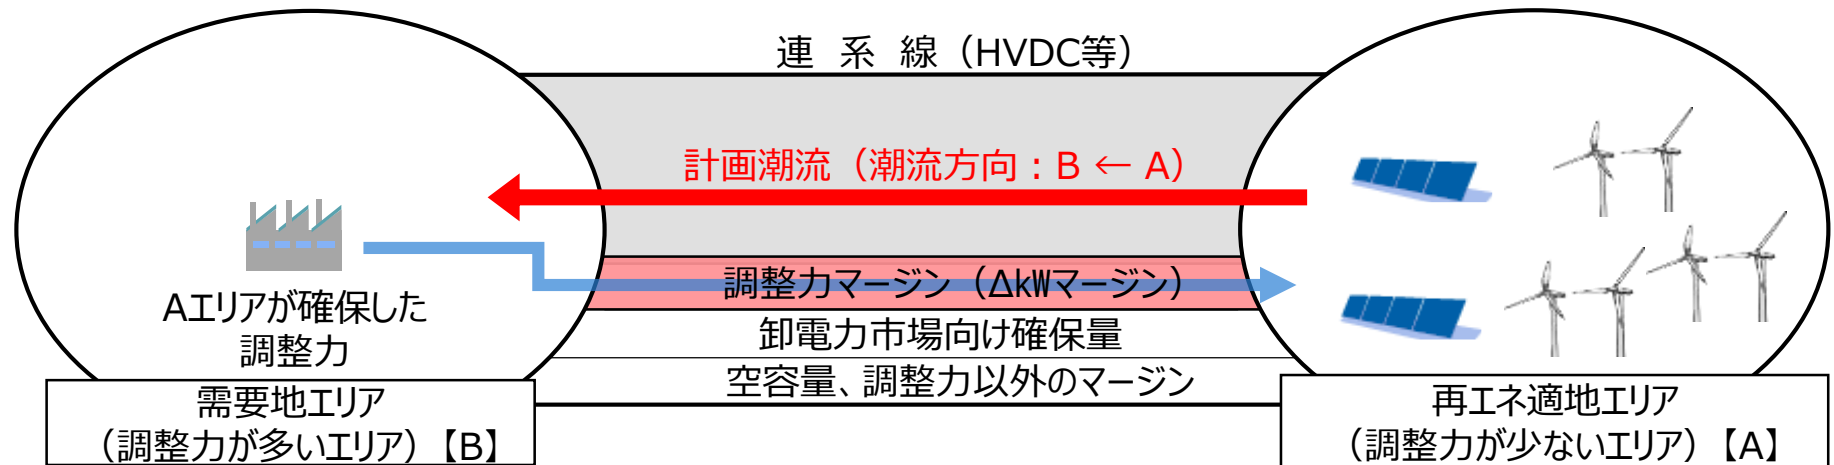 連 系 線（HVDC等）
計画潮流（潮流方向：B ← A）
調整力マージン（ΔkWマージン）
卸電力市場向け確保量
空容量、調整力以外のマージン
Aエリアが確保した
調整力
需要地エリア
（調整力が多いエリア）【B】
再エネ適地エリア
（調整力が少ないエリア）【A】